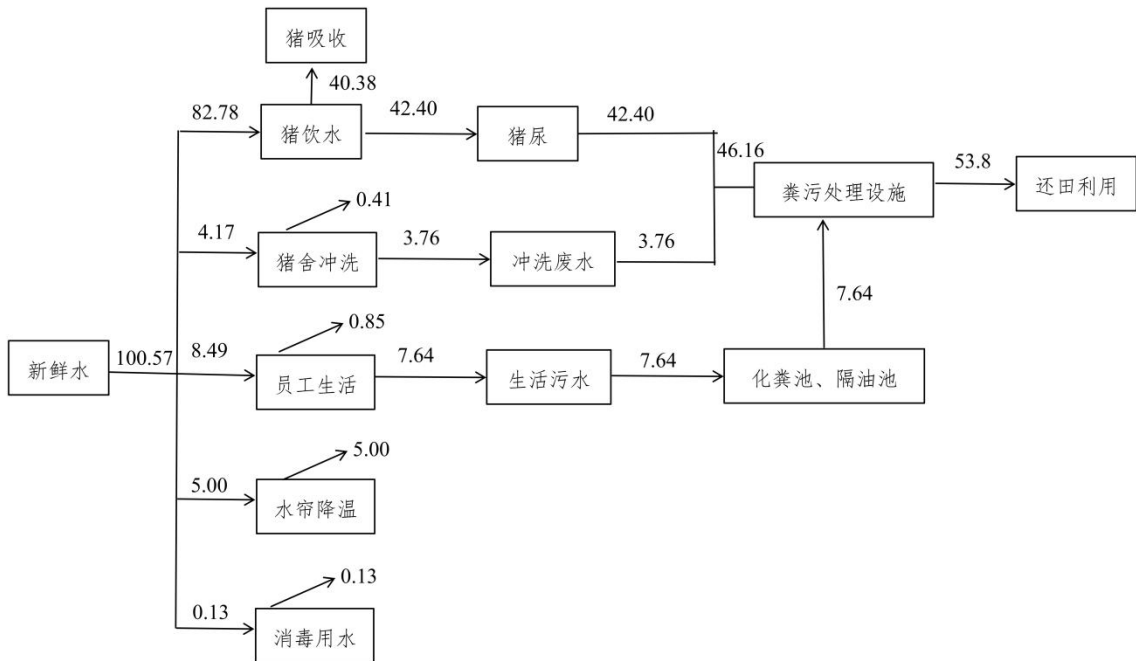 猪吸收
40.38
82.78
猪饮水
42.40
猪尿
42.40
46.16
粪污处理设施
53.8
还田利用
0.41
4.17
猪舍冲洗
3.76
冲洗废水
3.76
7.64
新鲜水
100.57
0.85
8.49
员工生活
7.64
生活污水
7.64
化粪池、隔油池
5.00
5.00
水帘降温
0.13
0.13
消毒用水